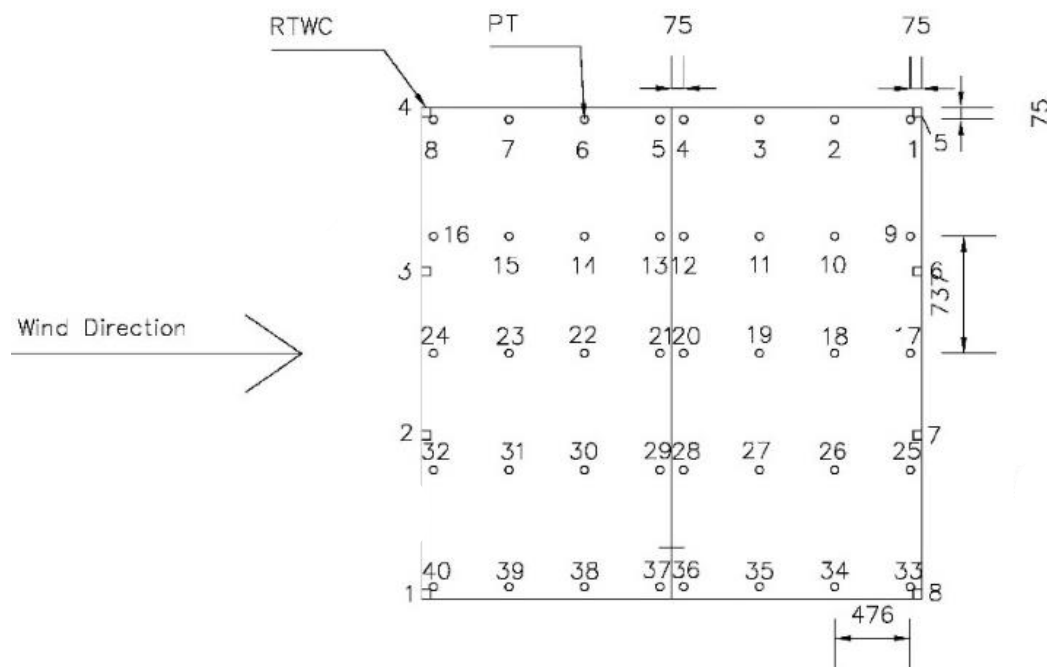 RTWC PT 75 75
4 75
8 7 6 5 4 3 2 1 5
16 9
15 14 13 12 11 10
3 6
737
Wind Direction
24 23 22 21 20 19 18 17
2 7
32 31 30 29 28 27 26 25
40 39 38 37 36 35 34 33
1 8
476